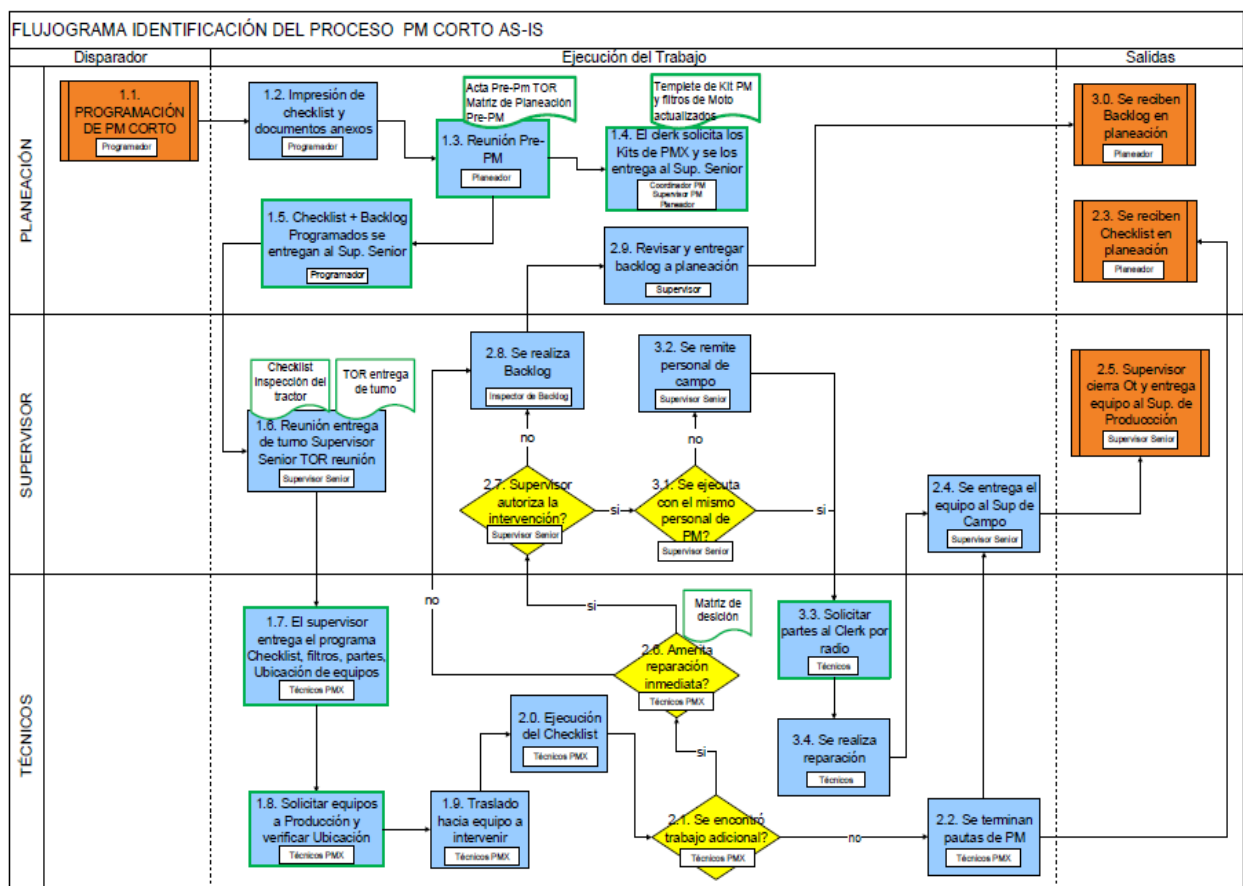 FLUJOGRAMA IDENTIFICACIÓN DEL PROCESO PM CORTO AS-IS
Disparador
Ejecución del Trabajo
Salidas
PLANEACIÓN
1.1.
PROGRAMACIÓN
DE PM CORTO
Programador
1.2. Impresión de
checklist y
documentos anexos
Programador
Acta Pre-Pm TOR
Matriz de Planeación
Pre-PM
1.3. Reunión Pre-
PM
Planeador
Templete de Kit PM
y filtros de Moto
actualizados
1.4. El clerk solicita los
Kits de PMX y se los
entrega al Sup. Senior
Coordinador PM
Supervisor PM
Planeador
3.0. Se reciben
Backlog en
planeación
Planeador
1.5. Checklist + Backlog
Programados se
entregan al Sup. Senior
Programador
2.9. Revisar y entregar
backlog a planeación
Supervisor
2.3. Se reciben
Checklist en
planeación
Planeador
SUPERVISOR
Checklist
Inspección del
tractor
TOR entrega
de turno
1.6. Reunión entrega
de turno Supervisor
Senior TOR reunión
Supervisor Senior
2.8. Se realiza
Backlog
Inspector de Backlog
3.2. Se remite
personal de
campo
Supervisor Senior
2.5. Supervisor
cierra Ot y entrega
equipo al Sup. de
Produccción
Supervisor Senior
no
no
2.7. Supervisor
autoriza la
intervención?
Supervisor Senior
si
3.1. Se ejecuta
con el mismo
personal de
PM?
Supervisor Senior
si
2.4. Se entrega el
equipo al Sup de
Campo
Supervisor Senior
TÉCNICOS
no
si
Matriz de
desición
1.7. El supervisor
entrega el programa
Checklist, filtros, partes,
Ubicación de equipos
Técnicos PMX
2.6. Amerita
reparación
inmediata?
Técnicos PMX
3.3. Solicitar
partes al Clerk por
radio
Técnicos
2.0. Ejecución
del Checklist
Técnicos PMX
si
3.4. Se realiza
reparación
Técnicos
1.8. Solicitar equipos
a Producción y
verificar Ubicación
Técnicos PMX
1.9. Traslado
hacia equipo a
intervenir
Técnicos PMX
2.1. Se encontró
trabajo adicional?
Técnicos PMX
no
2.2. Se terminan
pautas de PM
Técnicos PMX